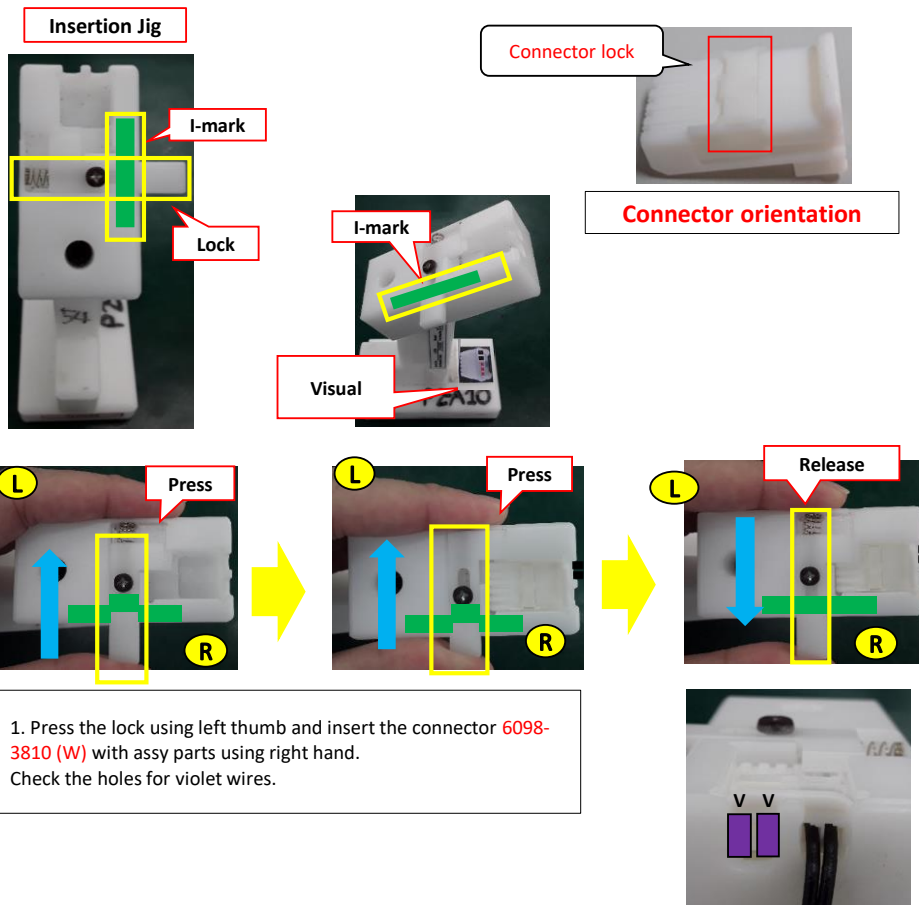 Insertion Jig
Connector lock
I-mark
Lock
Connector orientation
I-mark
Visual
P2A10
L
Press
R
L
Press
R
L
Release
R
1. Press the lock using left thumb and insert the connector 6098-
3810 (W) with assy parts using right hand.
Check the holes for violet wires.
V V